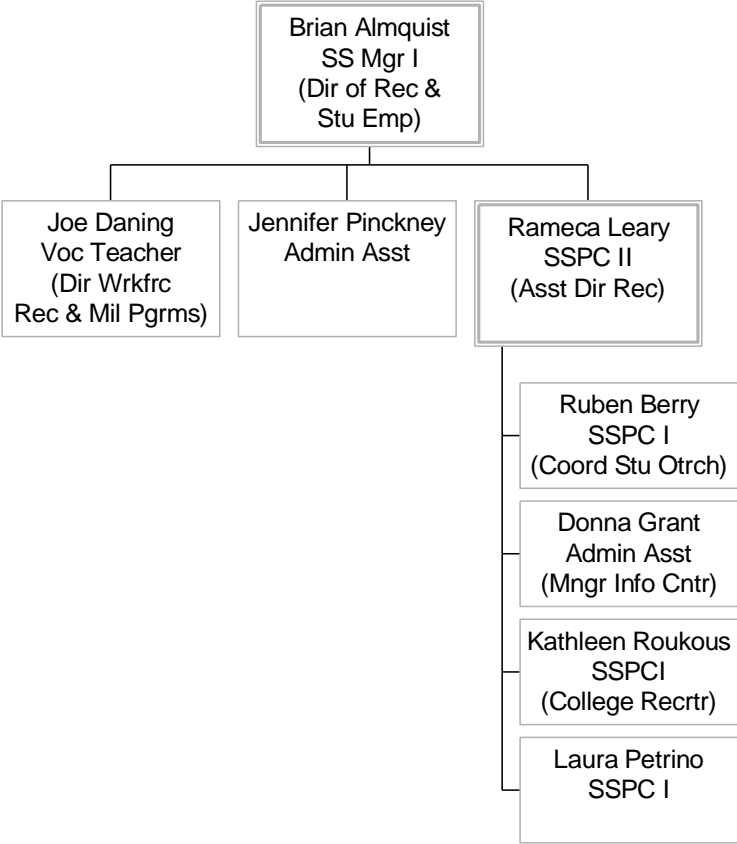 Brian Almquist
SS Mgr I
(Dir of Rec &
Stu Emp)
Joe Daning
Voc Teacher
(Dir Wrkfrc
Rec & Mil Pgrms)
Jennifer Pinckney
Admin Asst
Rameca Leary
SSPC II
(Asst Dir Rec)
Ruben Berry
SSPC I
(Coord Stu Otrch)
Donna Grant
Admin Asst
(Mngr Info Cntr)
Kathleen Roukous
SSPCI
(College Recrtr)
Laura Petrino
SSPC I